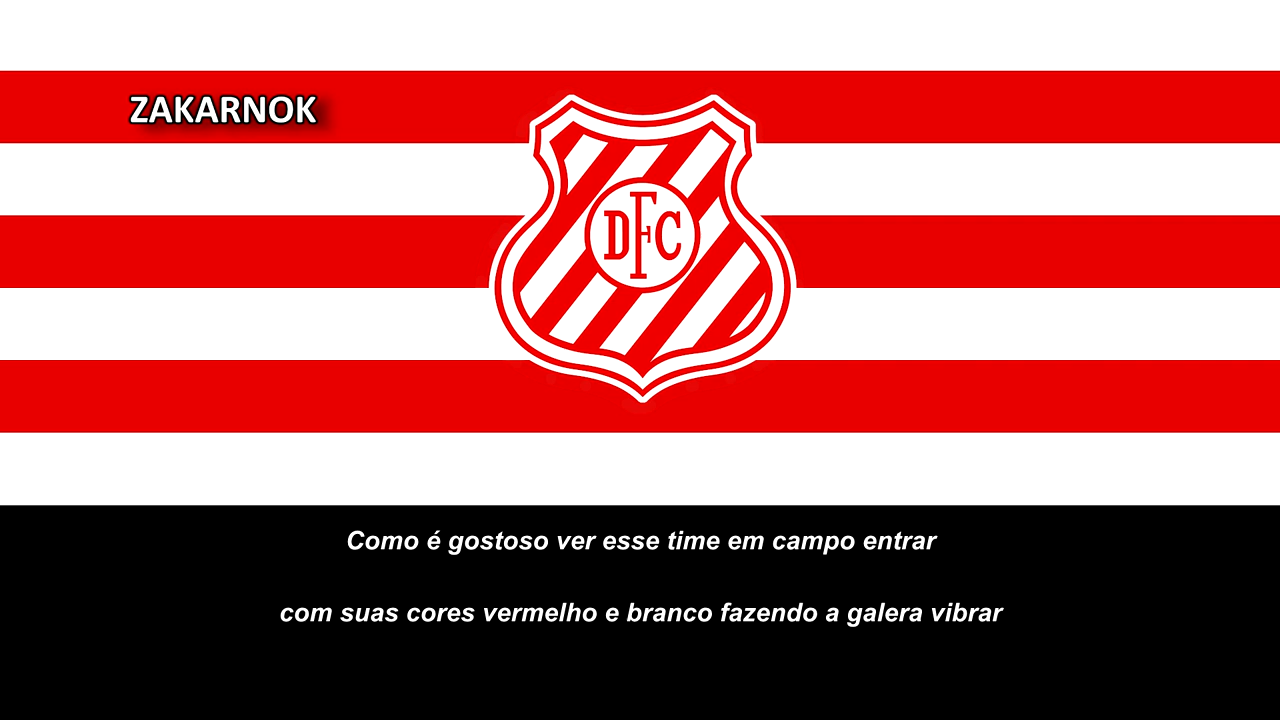 ZAKARNOK
DFC
Como é gostoso ver esse time em campo entrar
com suas cores vermelho e branco fazendo a galera vibrar